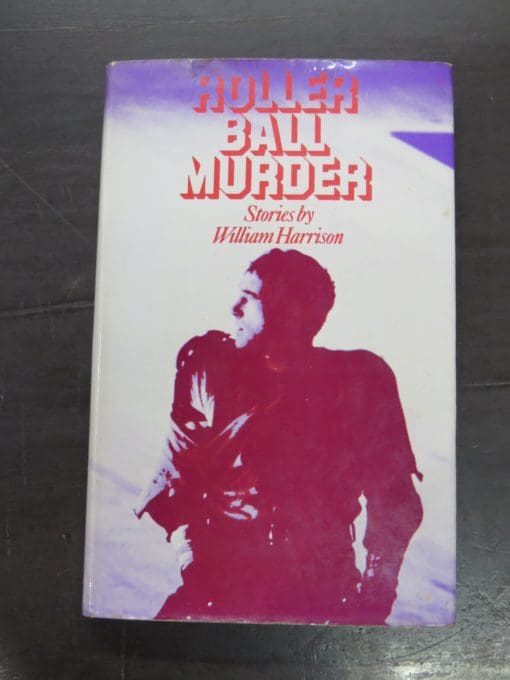 ROLLER
BALL
MURDER
Stories by
William Harrison